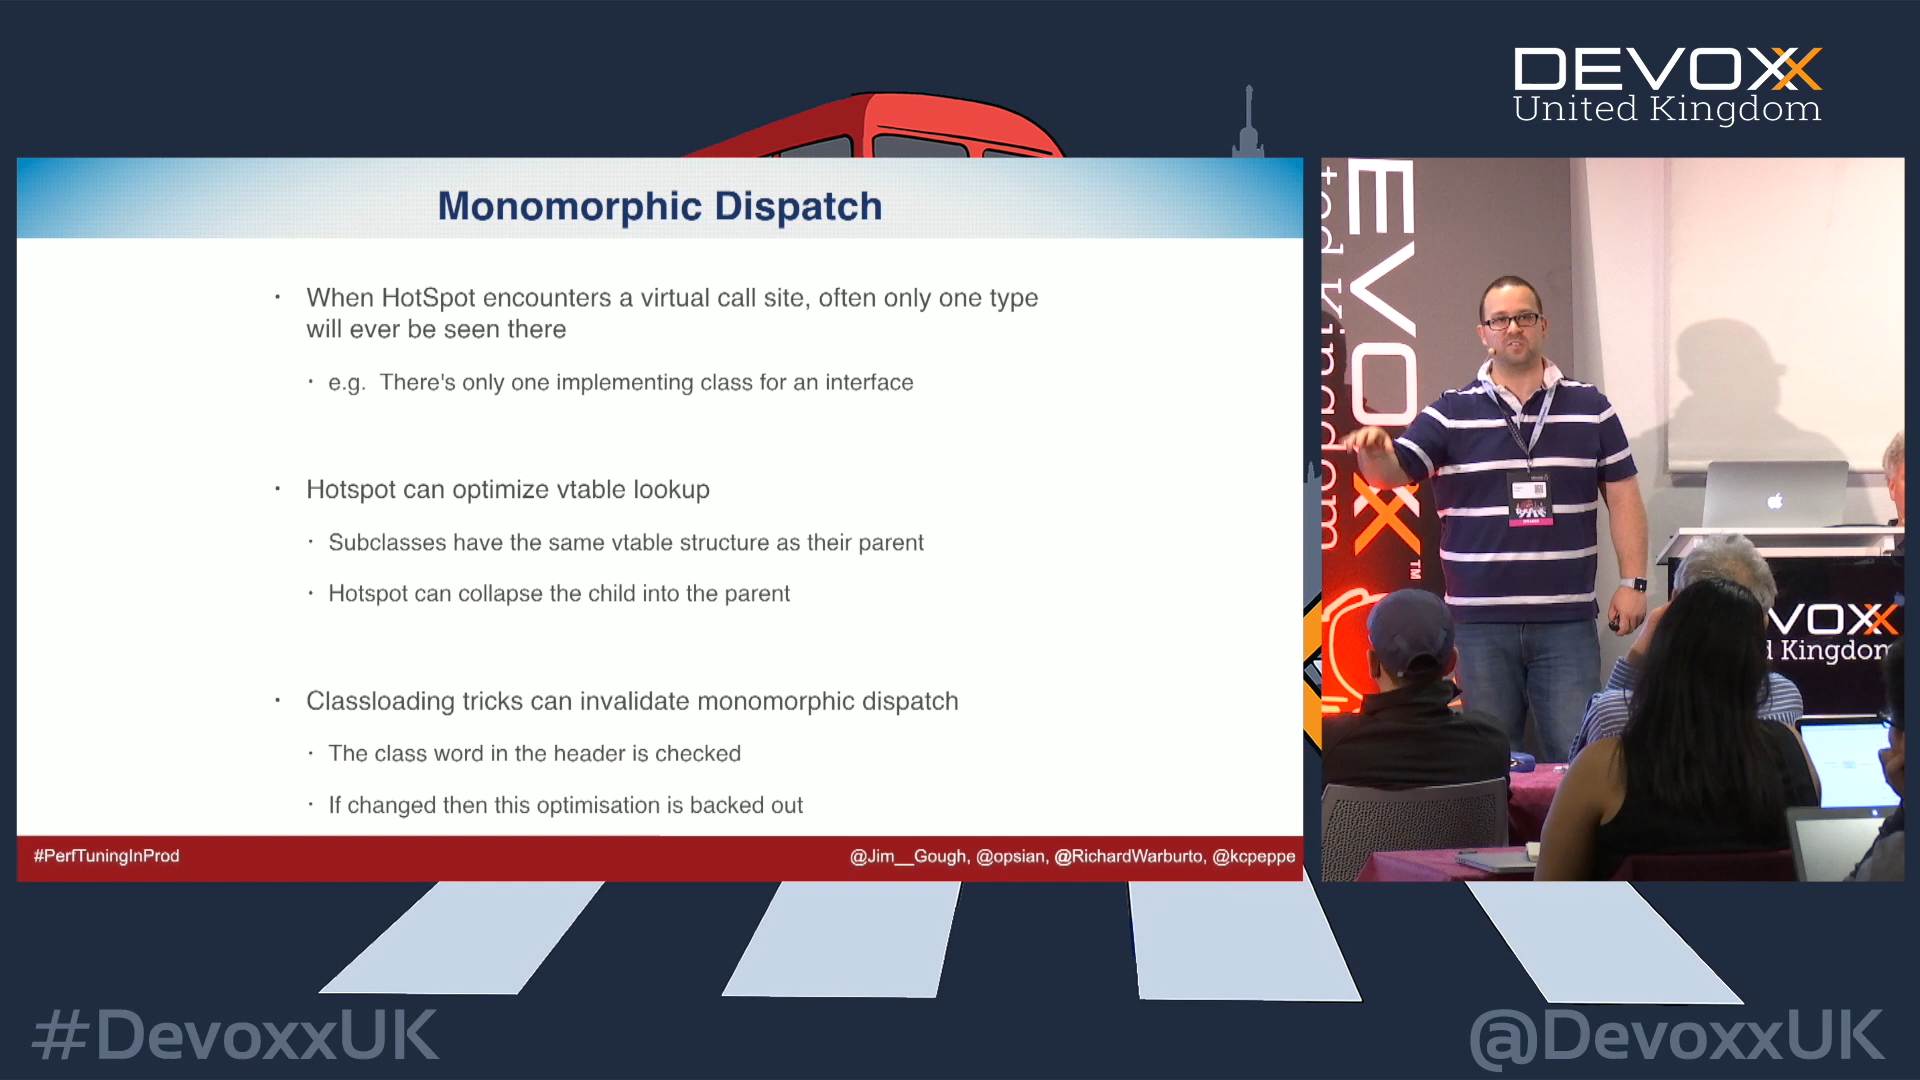 DEVOXX
United Kingdom
Monomorphic Dispatch
· When HotSpot encounters a virtual call site, often only one type
will ever be seen there
· e.g. There's only one implementing class for an interface
· Hotspot can optimize vtable lookup
· Subclasses have the same vtable structure as their parent
· Hotspot can collapse the child into the parent
· Classloading tricks can invalidate monomorphic dispatch
· The class word in the header is checked
· If changed then this optimisation is backed out
#PerfTuningInProd
@Jim__Gough, @opsian, @RichardWarburto, @kcpeppe
EVOXX™
ted Kingdom
VOXX
d Kingdom
#DevoxxUK
@DevoxxUK